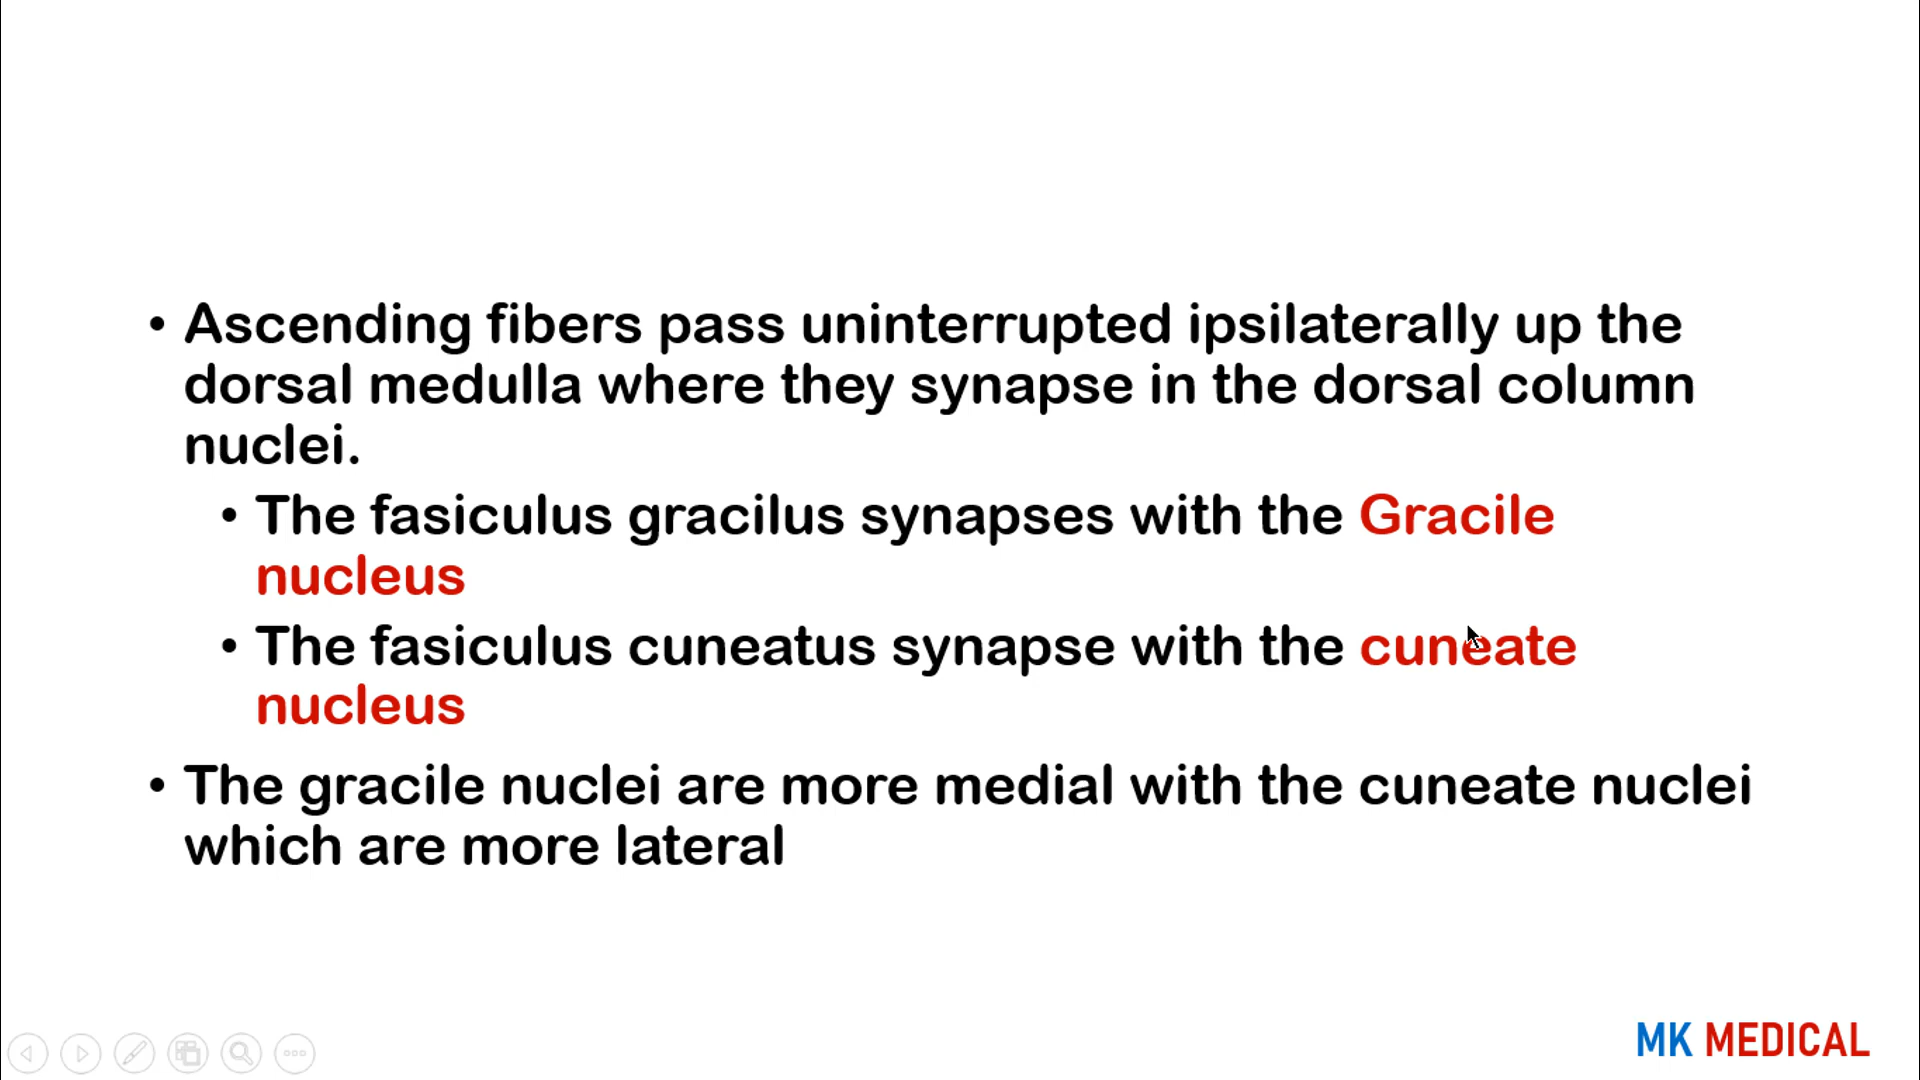 • Ascending fibers pass uninterrupted ipsilaterally up the
dorsal medulla where they synapse in the dorsal column
nuclei.
• The fasiculus gracilus synapses with the Gracile
nucleus
• The fasiculus cuneatus synapse with the cuneate
nucleus
• The gracile nuclei are more medial with the cuneate nuclei
which are more lateral
MK MEDICAL